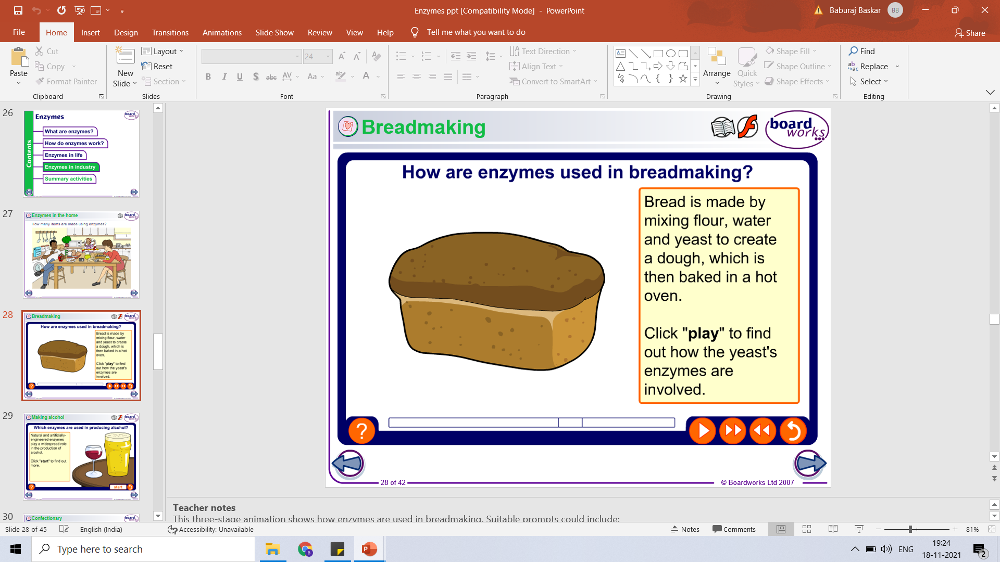 Enzymes ppt [Compatibility Mode] - PowerPoint
Baburaj Baskar
BB
File
Home
Insert
Design
Transitions
Animations
Slide Show
Review
View
Help
Tell me what you want to do
Share
Paste
Cut
Copy
Format Painter
Clipboard
New
Slide
Layout
Reset
Section
Slides
24
Font
Text Direction
Align Text
Convert to SmartArt
Paragraph
Arrange
Quick
Styles
Shape Fill
Shape Outline
Shape Effects
Drawing
Find
Replace
Select
Editing
26
Enzymes
board
works
Contents
What are enzymes?
How do enzymes work?
Enzymes in life
Enzymes in industry
Summary activities
27
Enzymes in the home
board
works
How many items are made using enzymes?
28
Breadmaking
board
works
How are enzymes used in breadmaking?
Bread is made by
mixing flour, water
and yeast to create
a dough, which is
then baked in a hot
oven.
Click "play" to find
out how the yeast's
enzymes are
involved.
29
Making alcohol
board
works
Which enzymes are used in producing alcohol?
Natural and artificially-
engineered enzymes
play a widespread role
in the production of
alcohol.
Click "start" to find out
more.
start
30
Confectionary
board
Breadmaking
board
works
How are enzymes used in breadmaking?
Bread is made by
mixing flour, water
and yeast to create
a dough, which is
then baked in a hot
oven.
Click "play" to find
out how the yeast's
enzymes are
involved.
?
28 of 42
© Boardworks Ltd 2007
Teacher notes
This three-stage animation shows how enzymes are used in breadmaking. Suitable prompts could include:
Slide 28 of 45
English (India)
Accessibility: Unavailable
Notes
Comments
81%
Type here to search
ENG
19:24
18-11-2021
2